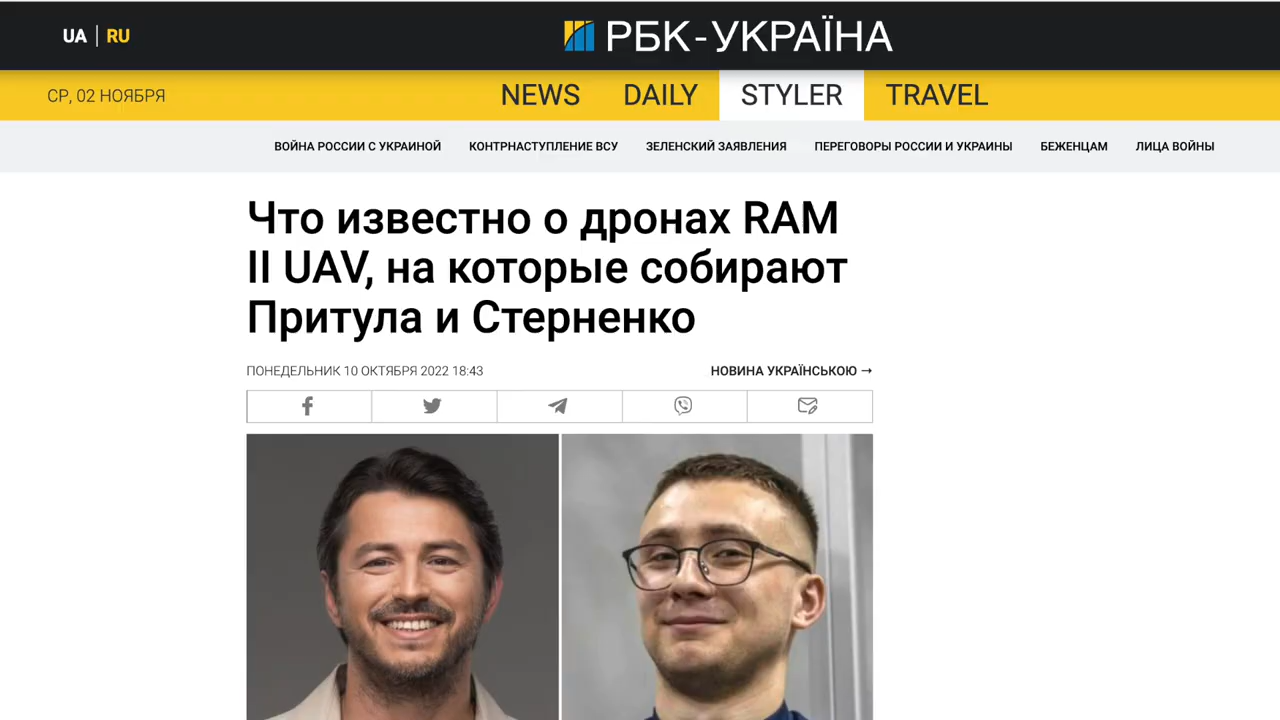 UA | RU
РБК-УКРАЇНА
СР, 02 НОЯБРЯ
NEWS DAILY STYLER TRAVEL
ВОЙНА РОССИИ С УКРАИНОЙ КОНТРНАСТУПЛЕНИЕ ВСУ ЗЕЛЕНСКИЙ ЗАЯВЛЕНИЯ ПЕРЕГОВОРЫ РОССИИ И УКРАИНЫ БЕЖЕНЦАМ ЛИЦА ВОЙНЫ
Что известно о дронах RAM
II UAV, на которые собирают
Притула и Стерненко
ПОНЕДЕЛЬНИК 10 ОКТЯБРЯ 2022 18:43
НОВИНА УКРАЇНСЬКОЮ →